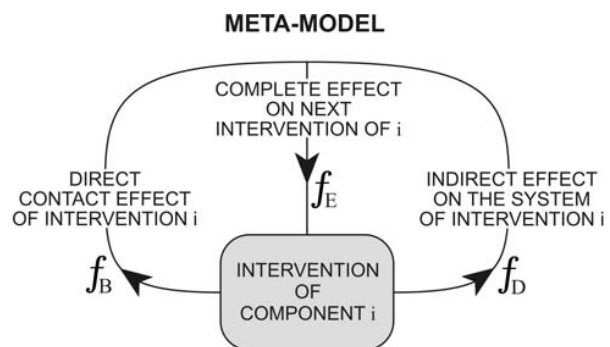 META-MODEL
COMPLETE EFFECT
ON NEXT
INTERVENTION OF i
DIRECT
CONTACT EFFECT
OF INTERVENTION i
fE
INDIRECT EFFECT
ON THE SYSTEM
OF INTERVENTION i
fB
INTERVENTION
OF
COMPONENT i
fD